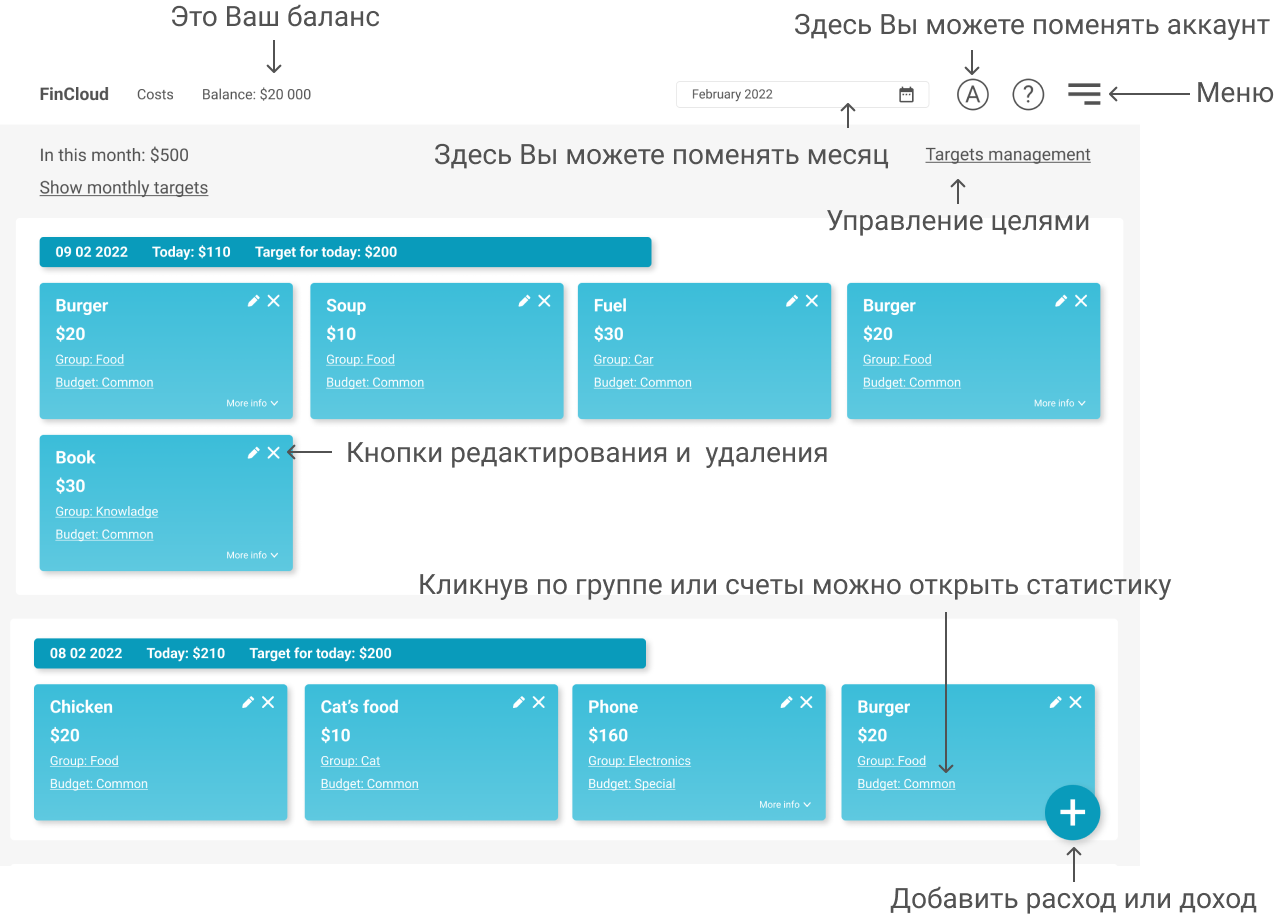 Это Ваш баланс
Здесь Вы можете поменять аккаунт
FinCloud Costs Balance: $20 000 February 2022 A ? Меню
In this month: $500 Здесь Вы можете поменять месяц Targets management
Show monthly targets
Управление целями
09 02 2022 Today: $110 Target for today: $200
Burger
$20
Group: Food
Budget: Common
More info
Soup
$10
Group: Food
Budget: Common
Fuel
$30
Group: Car
Budget: Common
Burger
$20
Group: Food
Budget: Common
More info
Book
$30
Group: Knowladge
Budget: Common
More info
Кнопки редактирования и удаления
Кликнув по группе или счеты можно открыть статистику
08 02 2022 Today: $210 Target for today: $200
Chicken
$20
Group: Food
Budget: Common
Cat's food
$10
Group: Cat
Budget: Common
Phone
$160
Group: Electronics
Budget: Special
More info
Burger
$20
Group: Food
Budget: Common
Добавить расход или доход